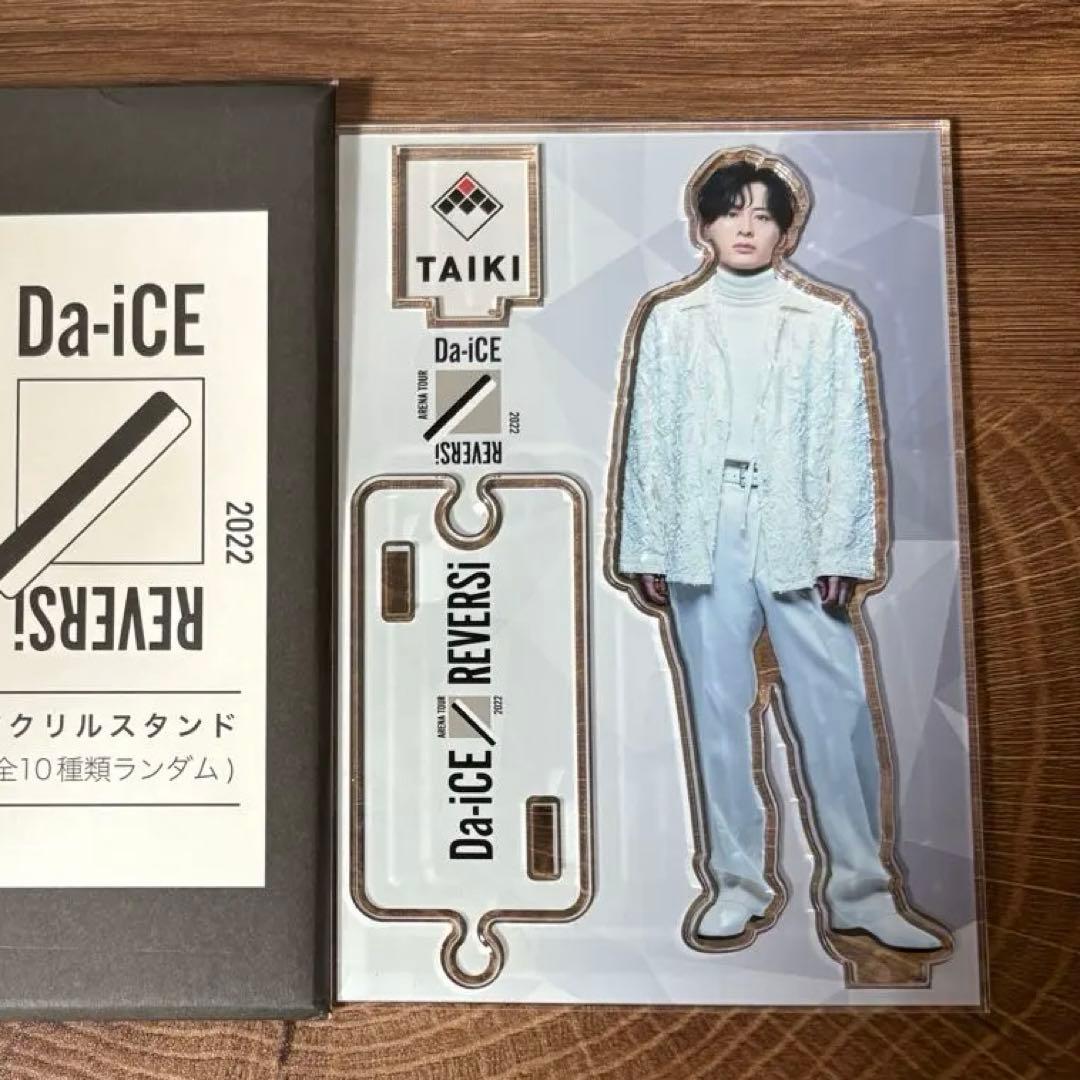 Da-iCE
2022
REVERSi
クリルスタンド
全10種類ランダム)
TAIKI
Da-iCE
ARENA TOUR
2022
REVERSi
Da-iCE
ARENA TOUR
2022
REVERSi